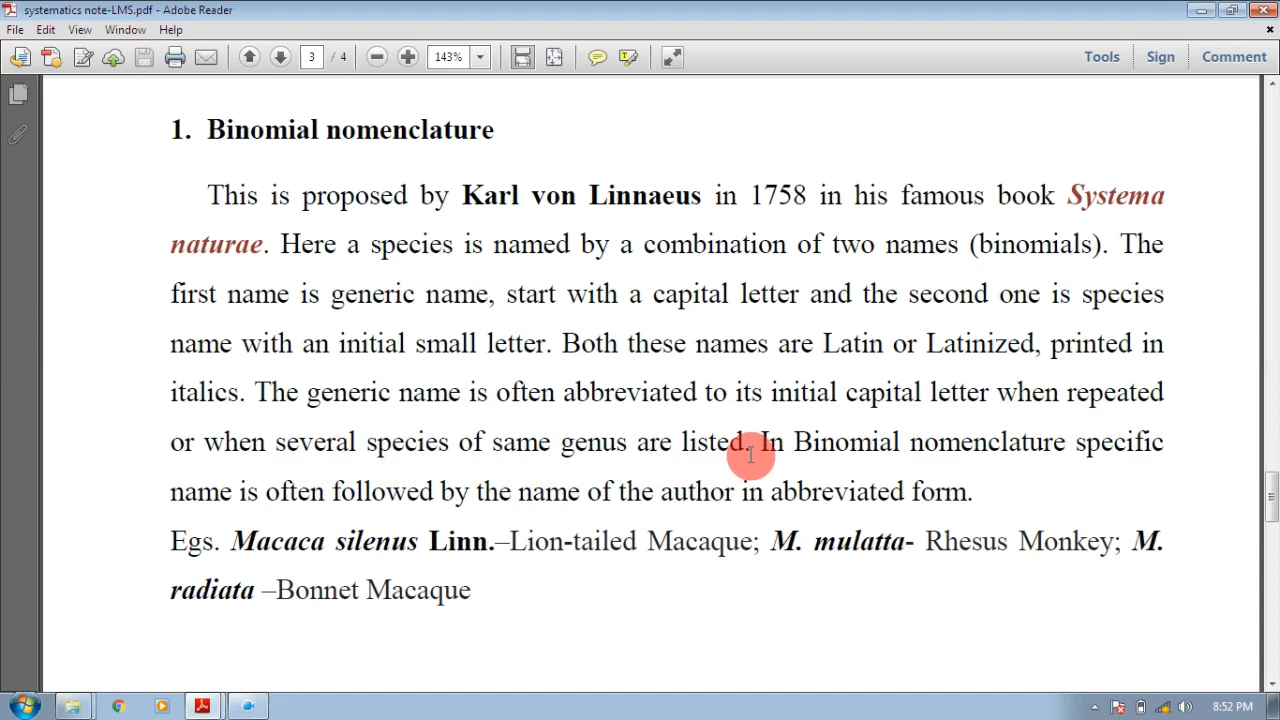 systematics note-LMS.pdf - Adobe Reader
File Edit View Window Help
3 / 4 143% Tools Sign Comment
1. Binomial nomenclature
This is proposed by Karl von Linnaeus in 1758 in his famous book Systema
naturae. Here a species is named by a combination of two names (binomials). The
first name is generic name, start with a capital letter and the second one is species
name with an initial small letter. Both these names are Latin or Latinized, printed in
italics. The generic name is often abbreviated to its initial capital letter when repeated
or when several species of same genus are listed. In Binomial nomenclature specific
name is often followed by the name of the author in abbreviated form.
Egs. Macaca silenus Linn.–Lion-tailed Macaque; M. mulatta- Rhesus Monkey; M.
radiata –Bonnet Macaque
8:52 PM